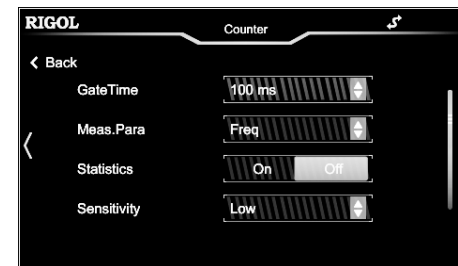 RIGOL Counter
Back
GateTime 100 ms
Meas.Para Freq
Statistics On Off
Sensitivity Low